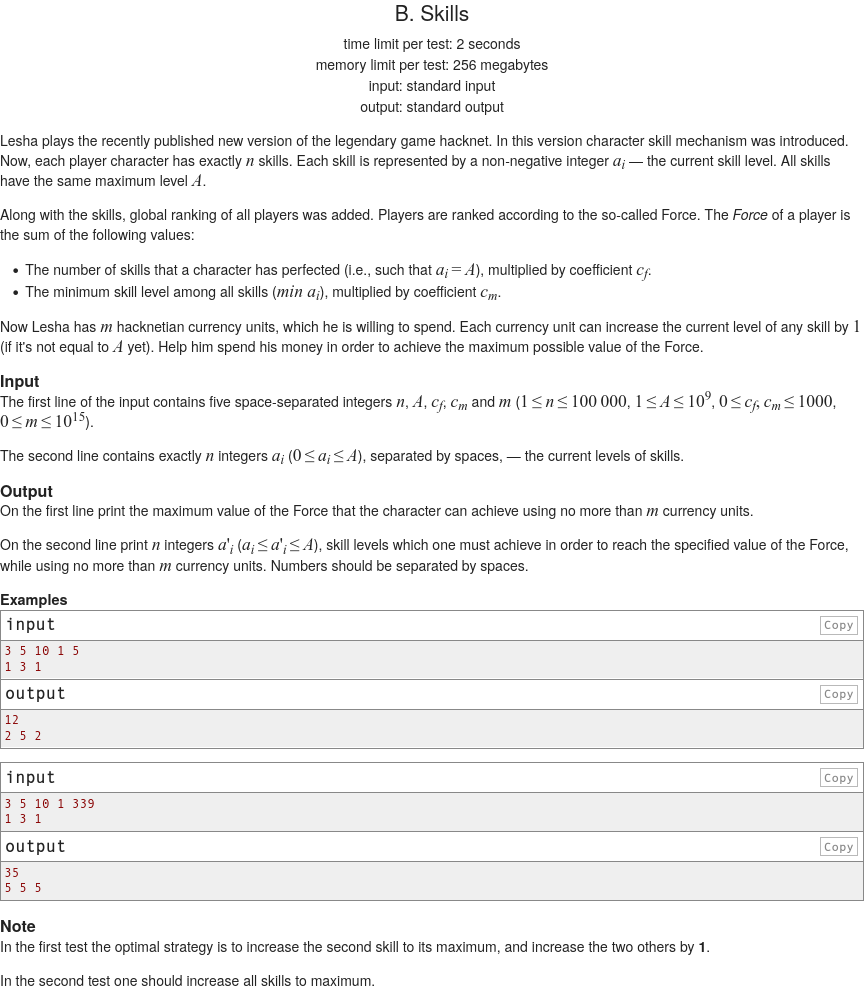 B. Skills
time limit per test: 2 seconds
memory limit per test: 256 megabytes
input: standard input
output: standard output
Lesha plays the recently published new version of the legendary game hacknet. In this version character skill mechanism was introduced.
Now, each player character has exactly n skills. Each skill is represented by a non-negative integer a_i — the current skill level. All skills
have the same maximum level A.
Along with the skills, global ranking of all players was added. Players are ranked according to the so-called Force. The Force of a player is
the sum of the following values:
• The number of skills that a character has perfected (i.e., such that a_i = A), multiplied by coefficient c_f.
• The minimum skill level among all skills (min a_i), multiplied by coefficient c_m.
Now Lesha has m hacknetian currency units, which he is willing to spend. Each currency unit can increase the current level of any skill by 1
(if it's not equal to A yet). Help him spend his money in order to achieve the maximum possible value of the Force.
Input
The first line of the input contains five space-separated integers n, A, c_f, c_m and m (1 ≤ n ≤ 100 000, 1 ≤ A ≤ 10^9, 0 ≤ c_f, c_m ≤ 1000,
0 ≤ m ≤ 10^15).
The second line contains exactly n integers a_i (0 ≤ a_i ≤ A), separated by spaces, — the current levels of skills.
Output
On the first line print the maximum value of the Force that the character can achieve using no more than m currency units.
On the second line print n integers a'_i (a_i ≤ a'_i ≤ A), skill levels which one must achieve in order to reach the specified value of the Force,
while using no more than m currency units. Numbers should be separated by spaces.
Examples
input Copy
3 5 10 1 5
1 3 1
output Copy
12
2 5 2
input Copy
3 5 10 1 339
1 3 1
output Copy
35
5 5 5
Note
In the first test the optimal strategy is to increase the second skill to its maximum, and increase the two others by 1.
In the second test one should increase all skills to maximum.